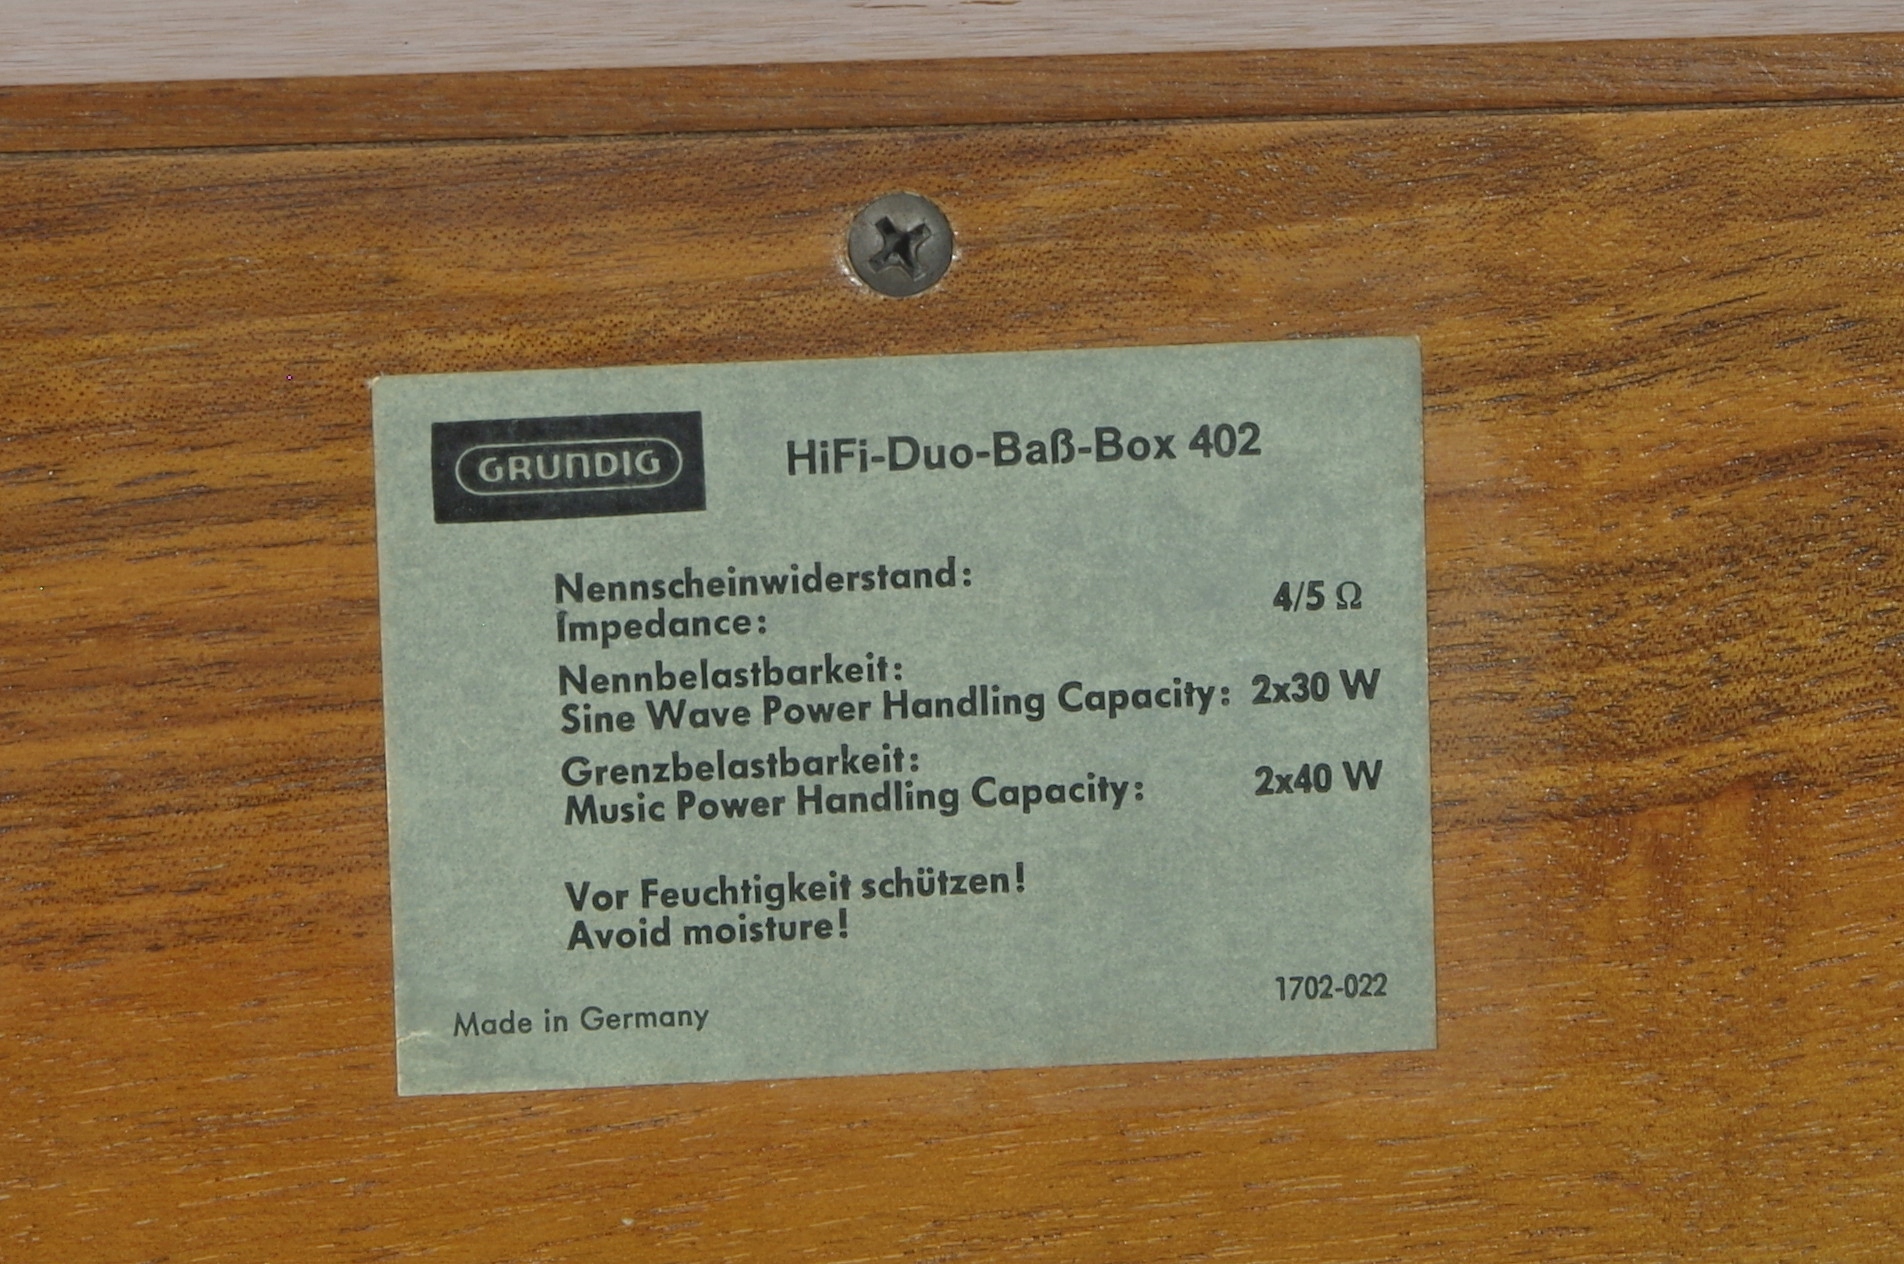 GRUNDIG
HiFi-Duo-Baß-Box 402
Nennscheinwiderstand:
Impedance:
4/5 Ω
Nennbelastbarkeit:
Sine Wave Power Handling Capacity: 2x30 W
Grenzbelastbarkeit:
Music Power Handling Capacity: 2x40 W
Vor Feuchtigkeit schützen!
Avoid moisture!
1702-022
Made in Germany